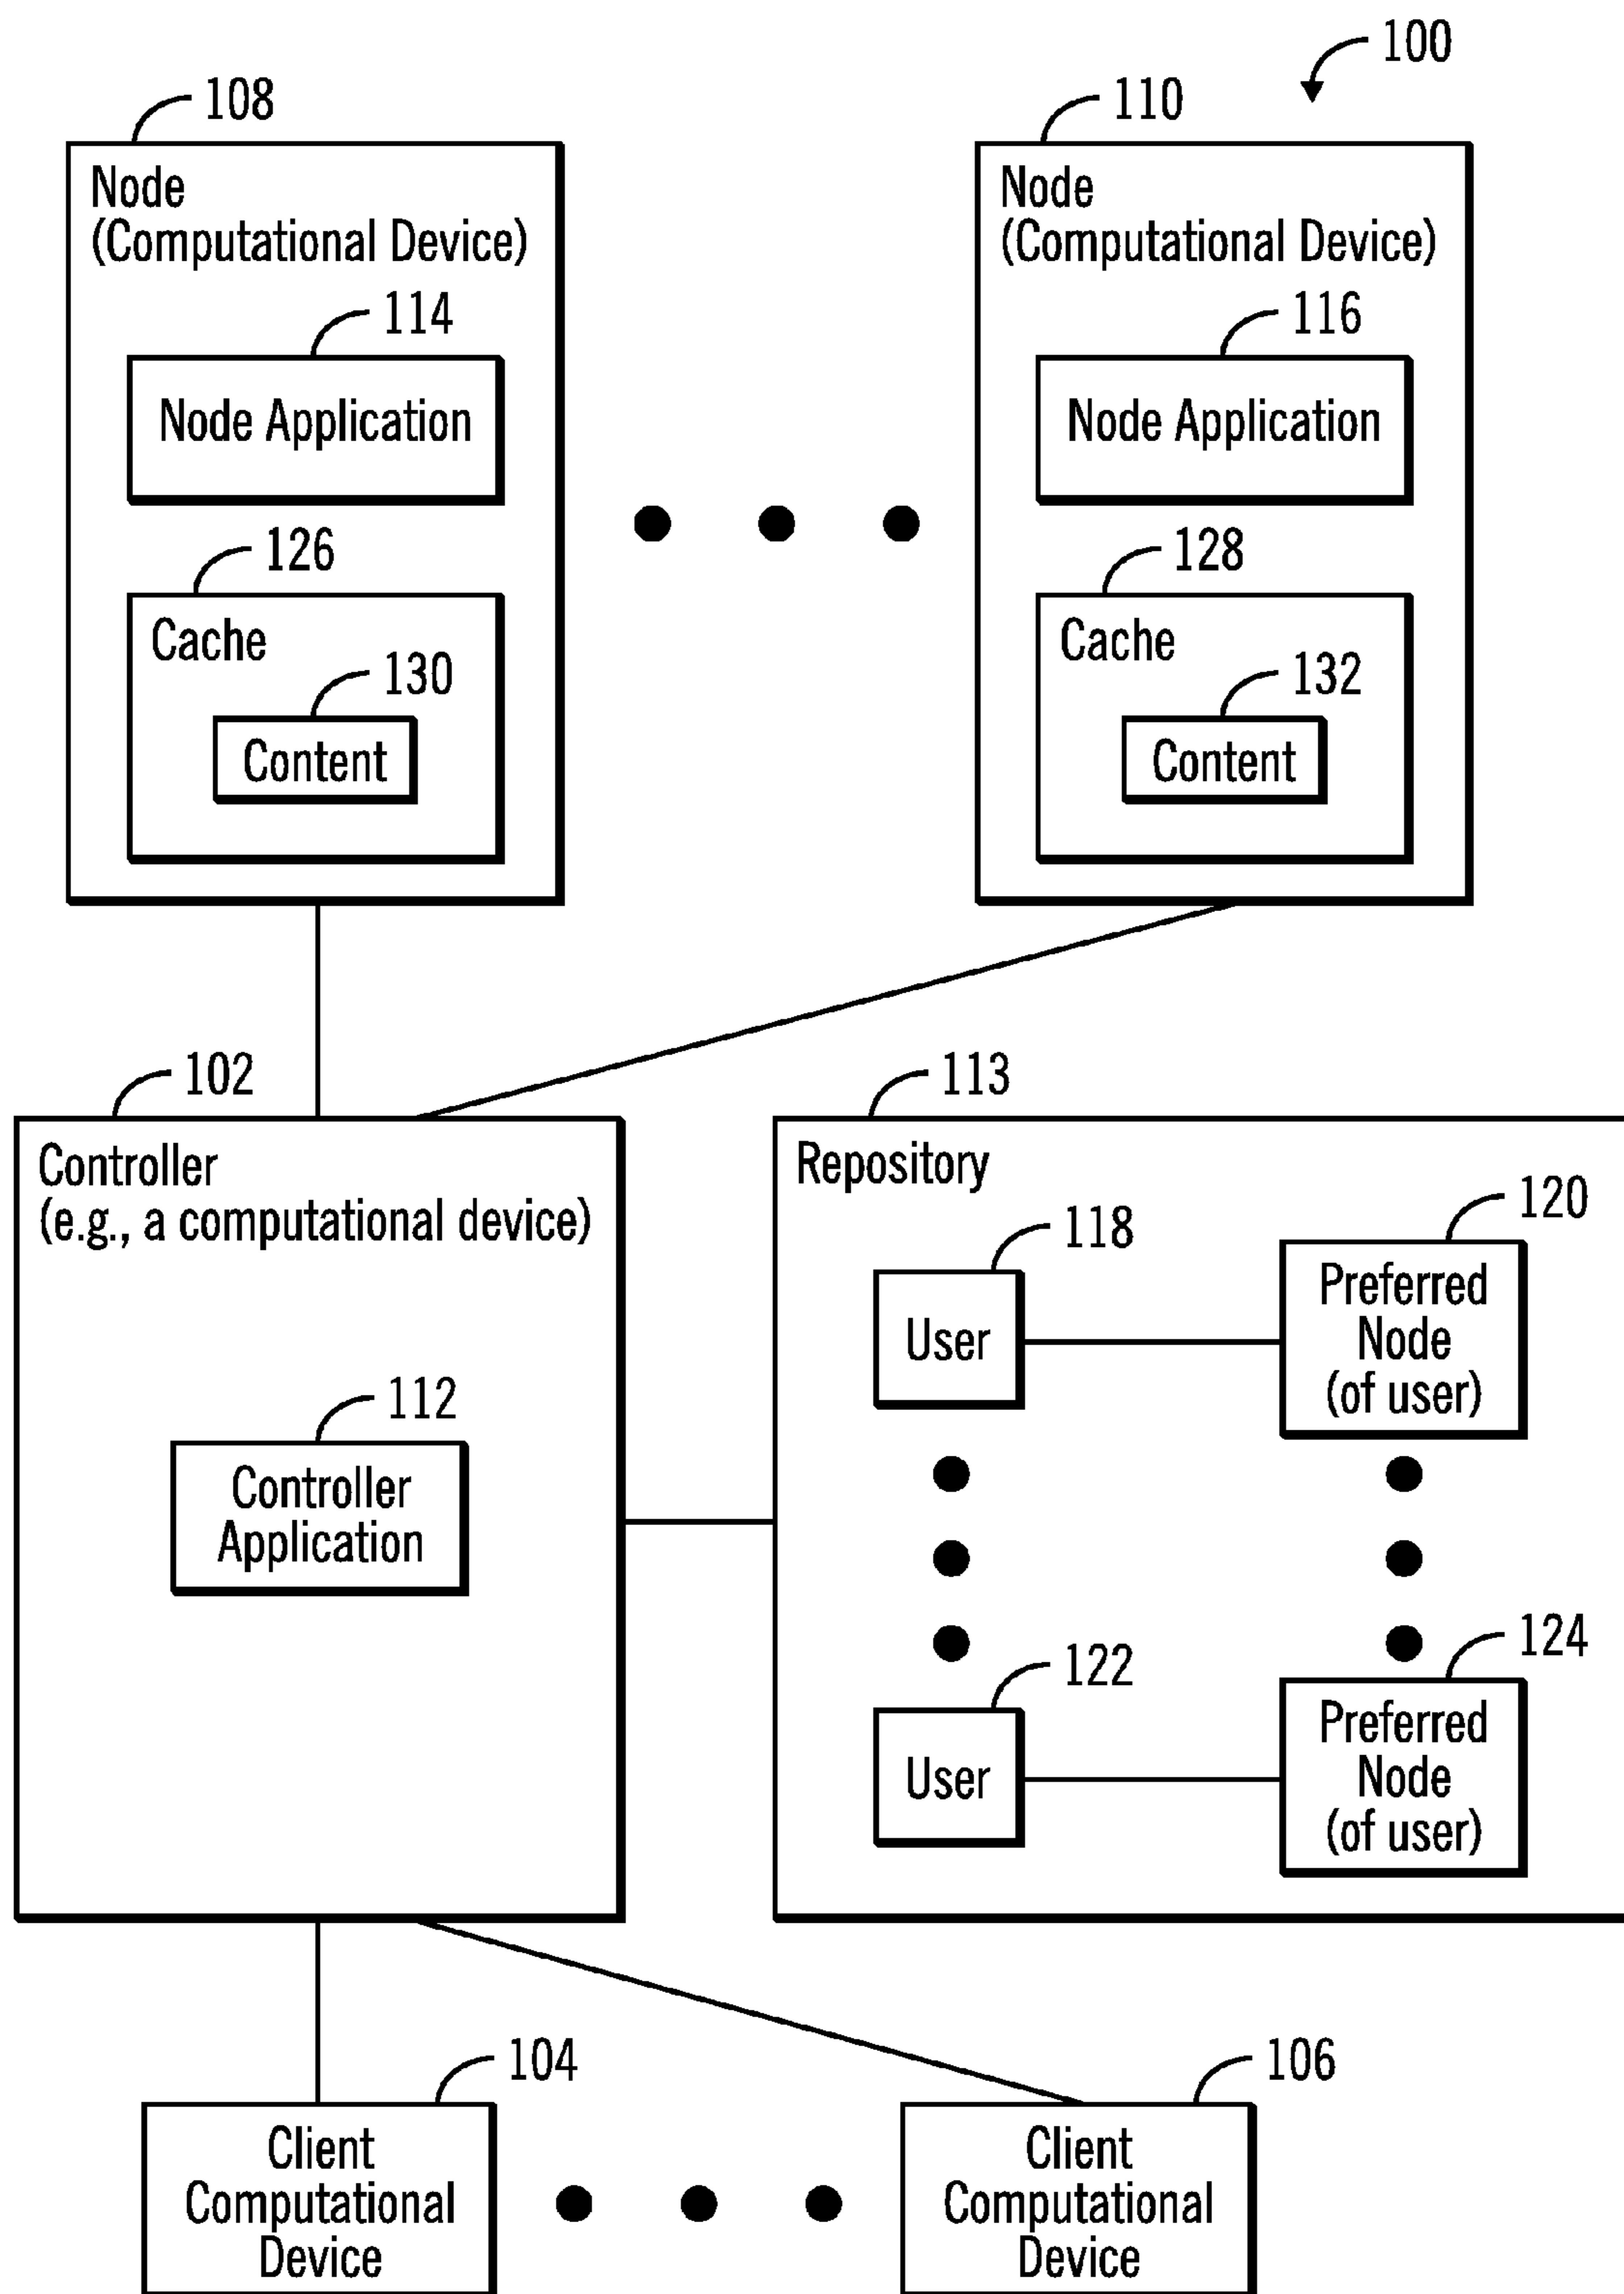 100
108
110
Node
(Computational Device)
Node
(Computational Device)
114
116
Node Application
Node Application
126
128
Cache
Cache
130
132
Content
Content
102
113
Controller
(e.g., a computational device)
Repository
118
120
User
Preferred
Node
(of user)
112
Controller
Application
122
124
User
Preferred
Node
(of user)
104
106
Client
Computational
Device
Client
Computational
Device